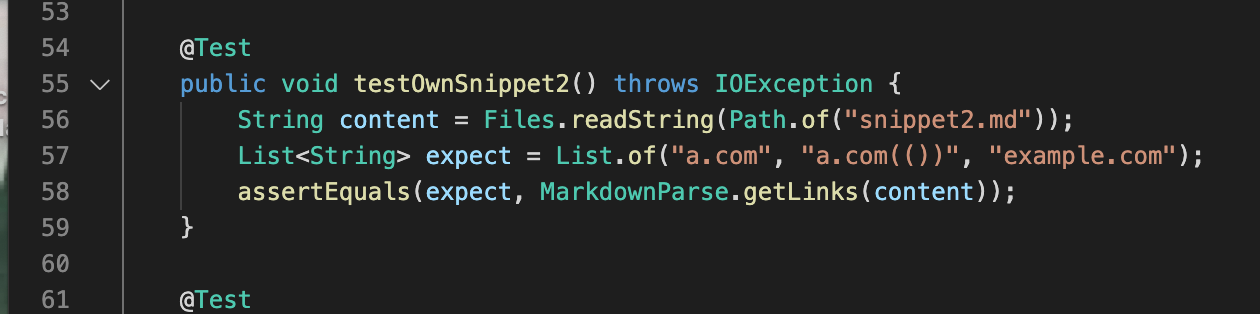 53
54 @Test
55 public void testOwnSnippet2() throws IOException {
56 String content = Files.readString(Path.of("snippet2.md"));
57 List<String> expect = List.of("a.com", "a.com(())", "example.com");
58 assertEquals(expect, MarkdownParse.getLinks(content));
59 }
60
61 @Test